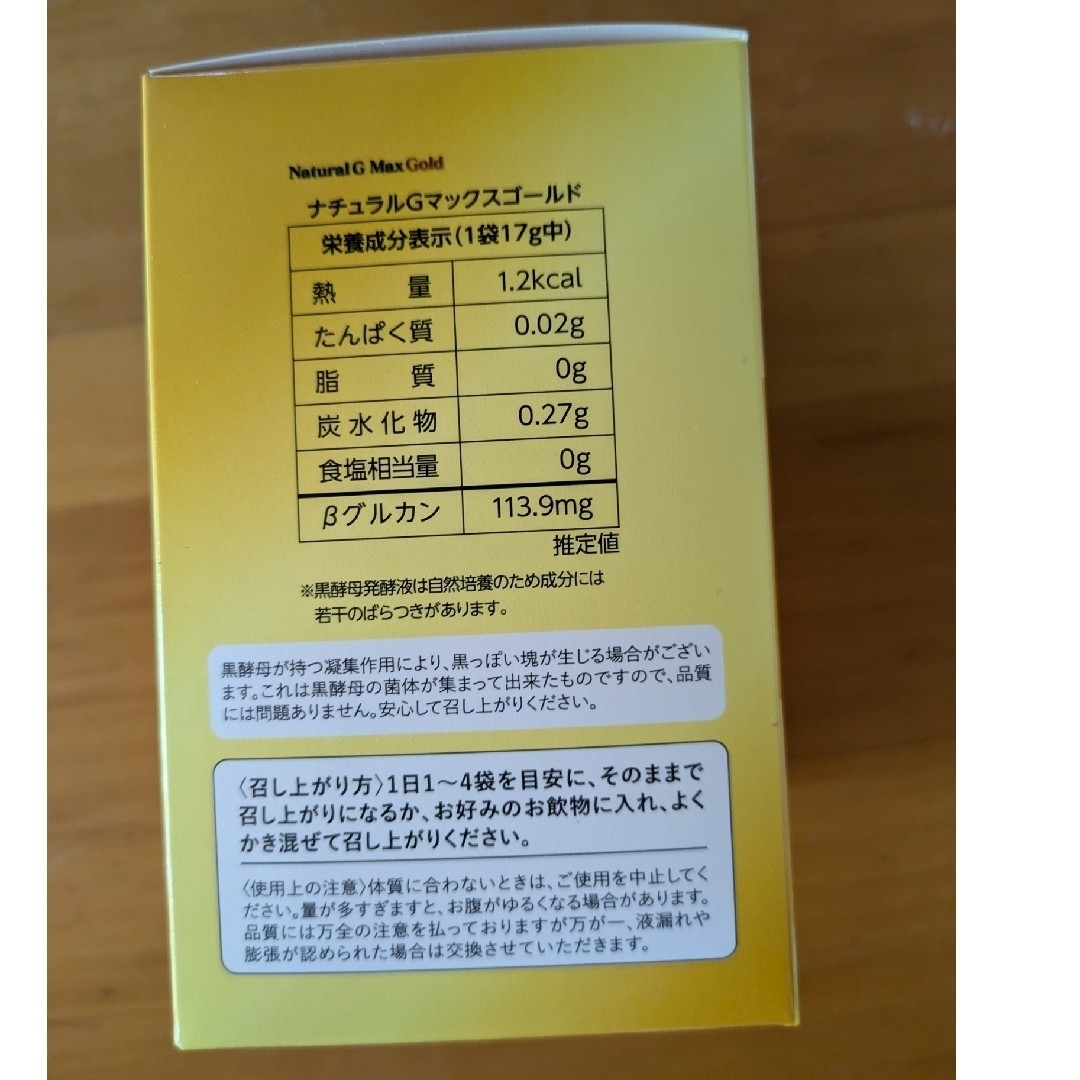 Natural G Max Gold
ナチュラルGマックスゴールド
栄養成分表示(1袋17g中)
熱量 1.2kcal
たんぱく質 0.02g
脂質 0g
炭水化物 0.27g
食塩相当量 0g
βグルカン 113.9mg
推定値
※黒酵母発酵液は自然培養のため成分には
若干のばらつきがあります。
黒酵母が持つ凝集作用により、黒っぽい塊が生じる場合がござい
ます。これは黒酵母の菌体が集まって出来たものですので、品質
には問題ありません。安心して召し上がりください。
〈召し上がり方〉1日1〜4袋を目安に、そのままで
召し上がりになるか、お好みのお飲物に入れ、よく
かき混ぜて召し上がりください。
〈使用上の注意〉体質に合わないときは、ご使用を中止してく
ださい。量が多すぎますと、お腹がゆるくなる場合があります。
品質には万全の注意を払っておりますが万が一、液漏れや
膨張が認められた場合は交換させていただきます。